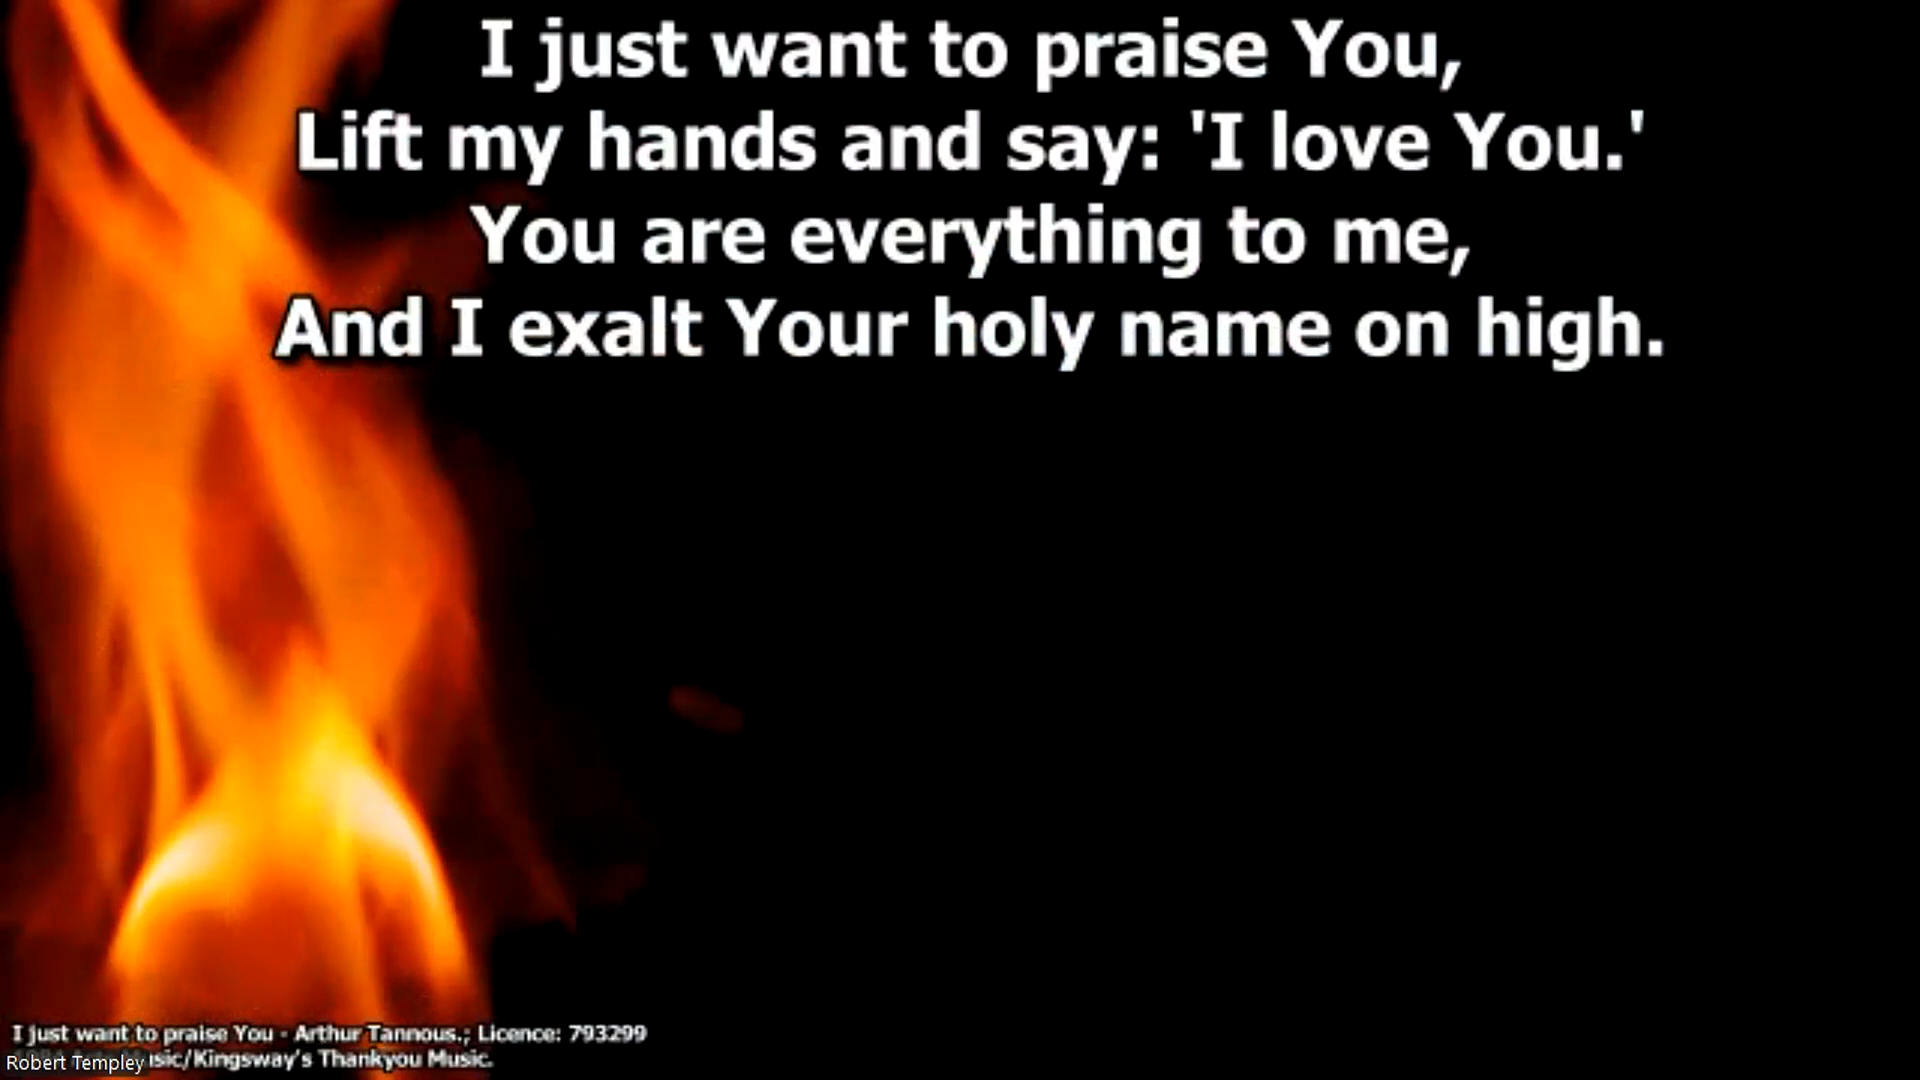 I just want to praise You,
Lift my hands and say: 'I love You.'
You are everything to me,
And I exalt Your holy name on high.
I just want to praise You - Arthur Tannous.; Licence: 793299
Music/Kingsway's Thankyou Music.
Robert Templey